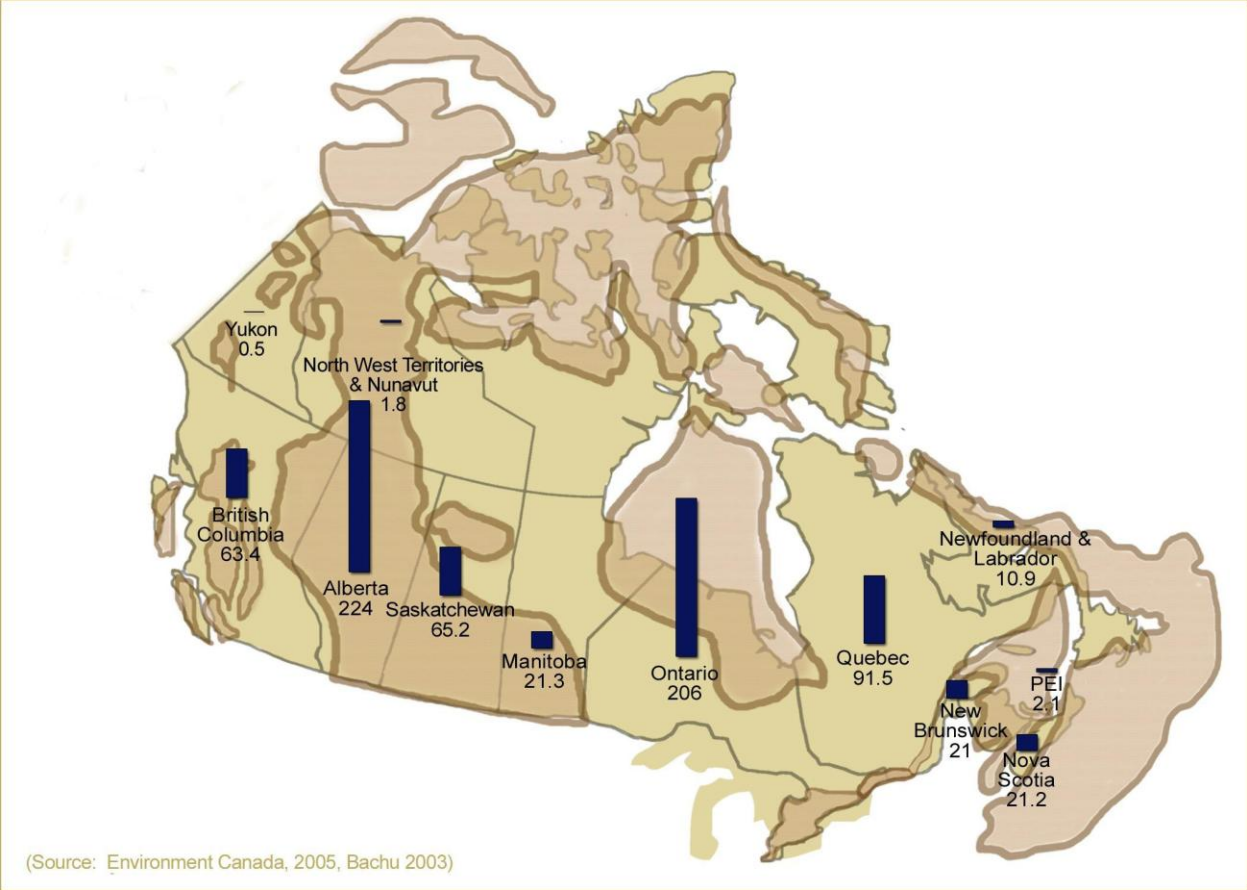 Yukon
0.5
North West Territories
& Nunavut
1.8
British
Columbia
63.4
Alberta
224
Saskatchewan
65.2
Manitoba
21.3
Ontario
206
Quebec
91.5
Newfoundland &
Labrador
10.9
PEI
2.1
New
Brunswick
21
Nova
Scotia
21.2
(Source: Environment Canada, 2005, Bachu 2003)